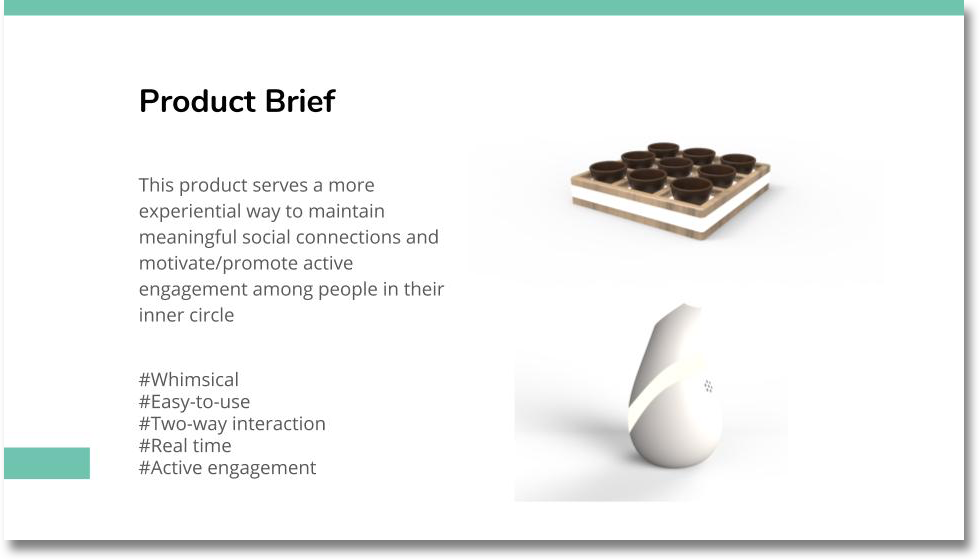 Product Brief
This product serves a more
experiential way to maintain
meaningful social connections and
motivate/promote active
engagement among people in their
inner circle
#Whimsical
#Easy-to-use
#Two-way interaction
#Real time
#Active engagement